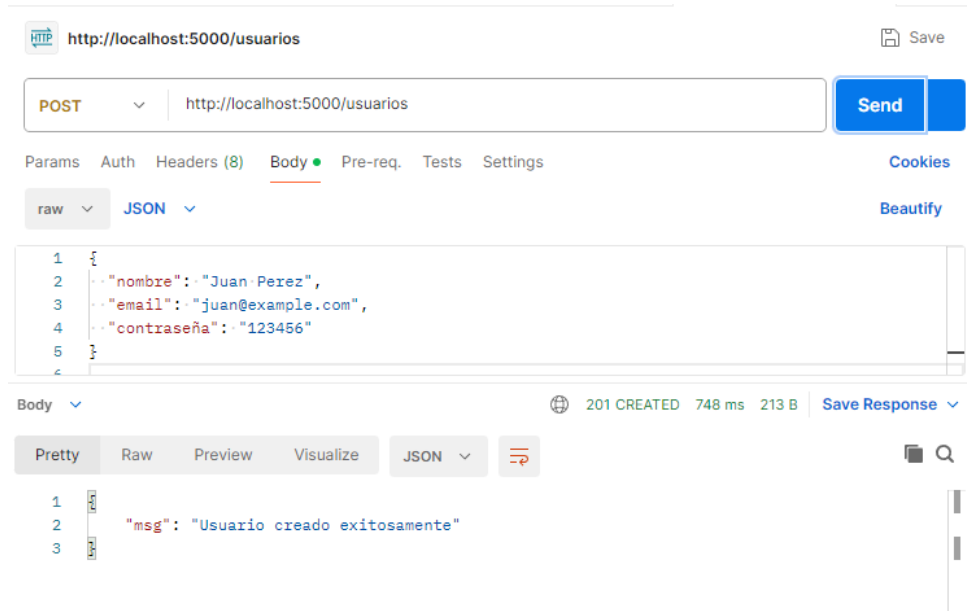 HTTP http://localhost:5000/usuarios Save
POST http://localhost:5000/usuarios Send
Params Auth Headers (8) Body Pre-req. Tests Settings Cookies
raw JSON Beautify
1 {
2 "nombre": "Juan Perez",
3 "email": "juan@example.com",
4 "contraseña": "123456"
5 }
6
Body 201 CREATED 748 ms 213 B Save Response
Pretty Raw Preview Visualize JSON
1 {
2 "msg": "Usuario creado exitosamente"
3 }